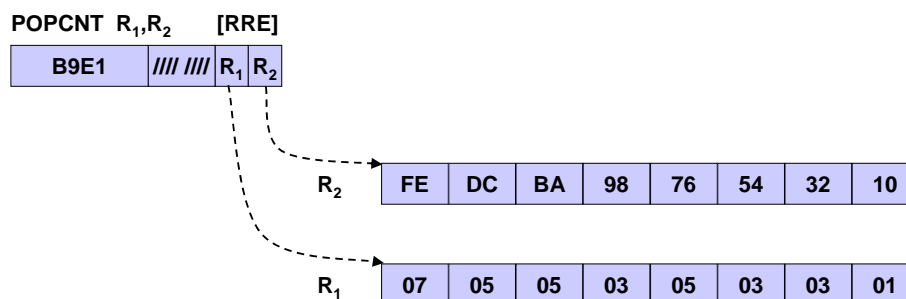 POPCNT R1,R2 [RRE]
B9E1 //// //// R1 R2
R2 FE DC BA 98 76 54 32 10
R1 07 05 05 03 05 03 03 01